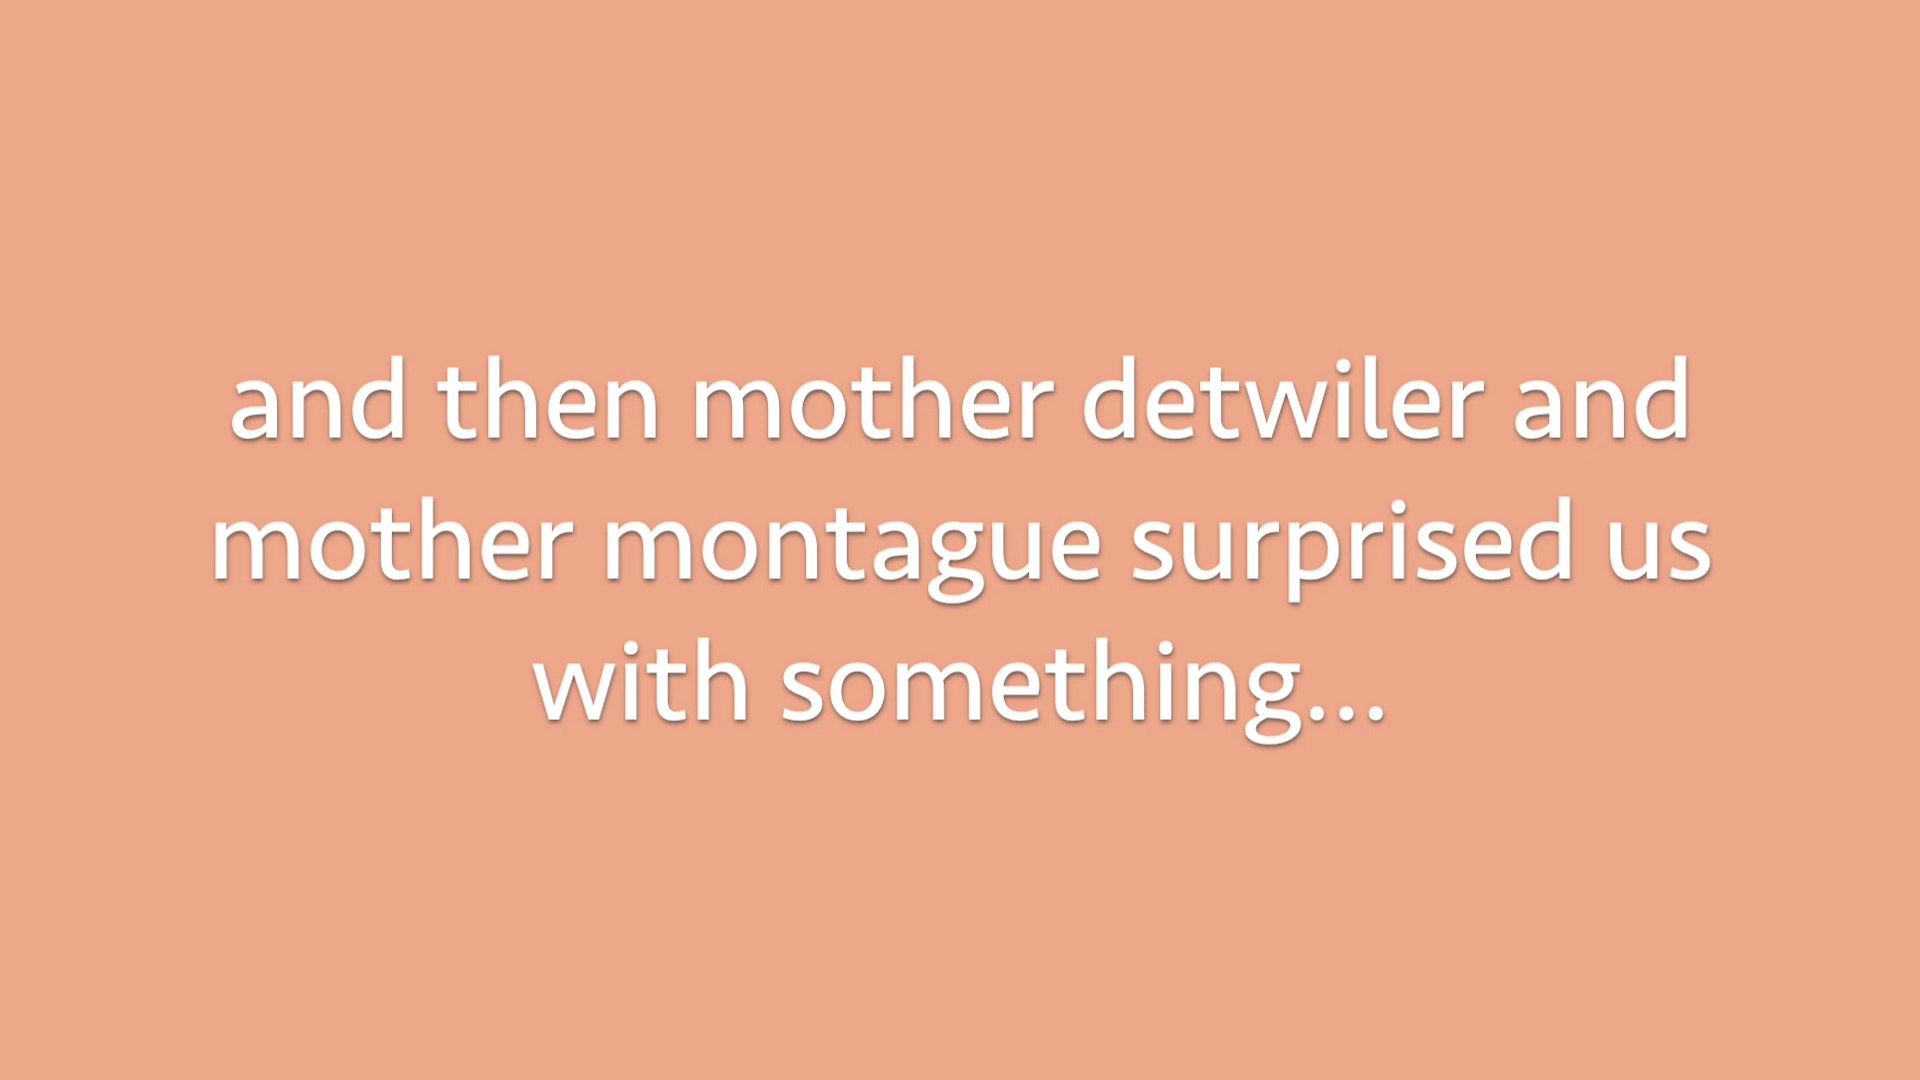 and then mother detwiler and
mother montague surprised us
with something...